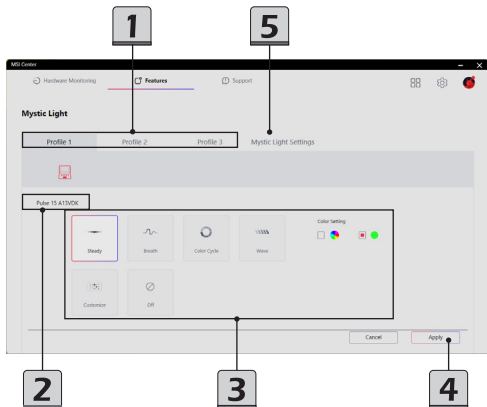 1
5
MSI Center
Hardware Monitoring
Features
Support
Mystic Light
Profile 1
Profile 2
Profile 3
Mystic Light Settings
Pulse 15 A13VDK
Steady
Breath
Color Cycle
Wave
Color Setting
Customize
Off
Cancel
Apply
2
3
4